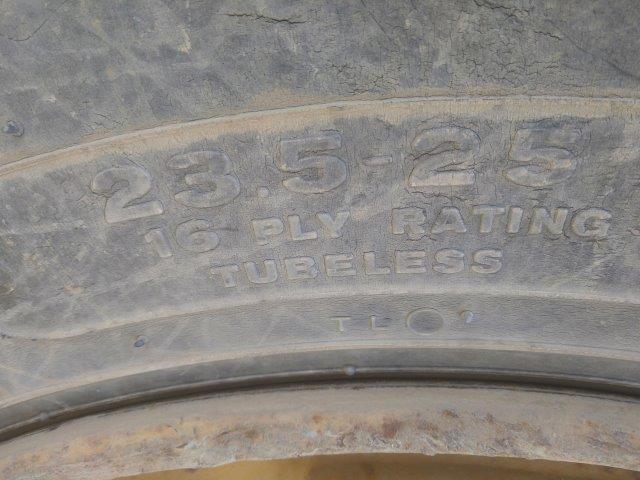 23.5-25
16 PLY RATING
TUBELESS
TL